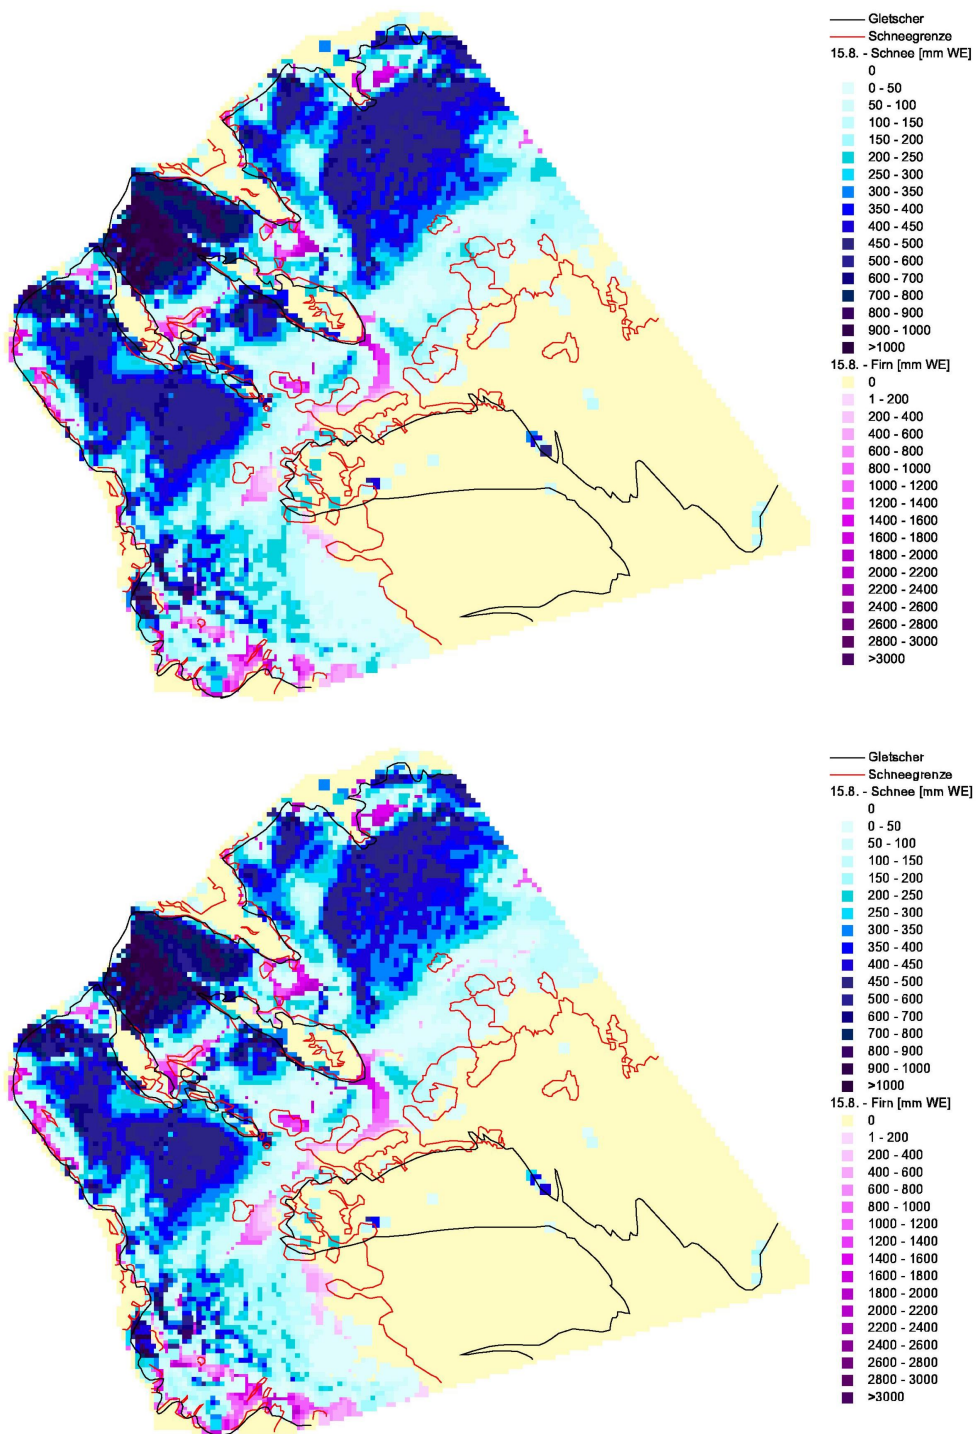 Gletscher
Schneegrenze
15.8. - Schnee [mm WE]
0
0 - 50
50 - 100
100 - 150
150 - 200
200 - 250
250 - 300
300 - 350
350 - 400
400 - 450
450 - 500
500 - 600
600 - 700
700 - 800
800 - 900
900 - 1000
>1000
15.8. - Firn [mm WE]
0
1 - 200
200 - 400
400 - 600
600 - 800
800 - 1000
1000 - 1200
1200 - 1400
1400 - 1600
1600 - 1800
1800 - 2000
2000 - 2200
2200 - 2400
2400 - 2600
2600 - 2800
2800 - 3000
>3000
Gletscher
Schneegrenze
15.8. - Schnee [mm WE]
0
0 - 50
50 - 100
100 - 150
150 - 200
200 - 250
250 - 300
300 - 350
350 - 400
400 - 450
450 - 500
500 - 600
600 - 700
700 - 800
800 - 900
900 - 1000
>1000
15.8. - Firn [mm WE]
0
1 - 200
200 - 400
400 - 600
600 - 800
800 - 1000
1000 - 1200
1200 - 1400
1400 - 1600
1600 - 1800
1800 - 2000
2000 - 2200
2200 - 2400
2400 - 2600
2600 - 2800
2800 - 3000
>3000